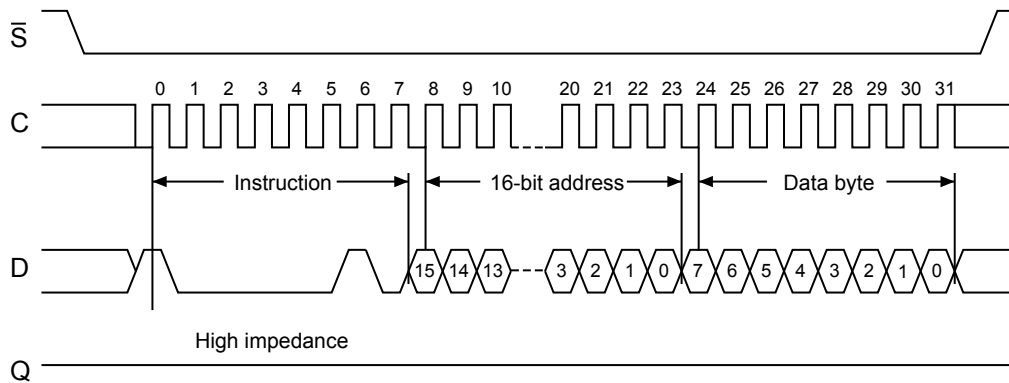 S̅
0 1 2 3 4 5 6 7 8 9 10 20 21 22 23 24 25 26 27 28 29 30 31
C
Instruction 16-bit address Data byte
D 15 14 13 3 2 1 0 7 6 5 4 3 2 1 0
High impedance
Q